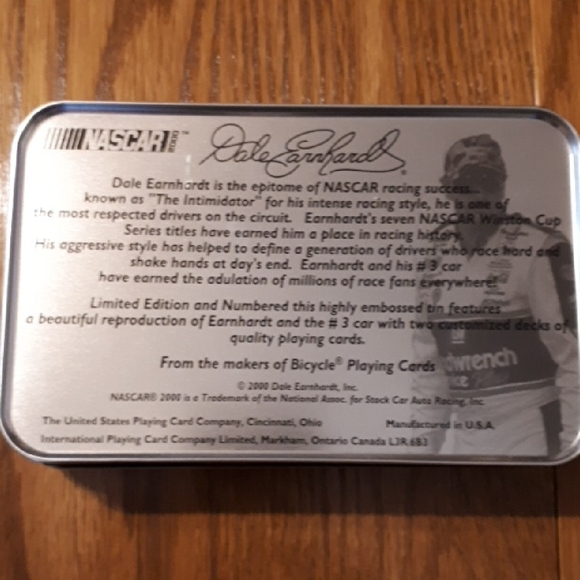 NASCAR 2000™ Dale Earnhardt®
Dale Earnhardt is the epitome of NASCAR racing success...
known as "The Intimidator" for his intense racing style, he is one of
the most respected drivers on the circuit. Earnhardt's seven NASCAR Winston Cup
Series titles have earned him a place in racing history.
His aggressive style has helped to define a generation of drivers who race hard and
shake hands at day's end. Earnhardt and his #3 car
have earned the adulation of millions of race fans everywhere!
Limited Edition and Numbered this highly embossed tin features
a beautiful reproduction of Earnhardt and the #3 car with two customized decks of
quality playing cards.
From the makers of Bicycle® Playing Cards
wrench
© 2000 Dale Earnhardt, Inc.
NASCAR® 2000 is a Trademark of the National Assoc. for Stock Car Auto Racing, Inc.
The United States Playing Card Company, Cincinnati, Ohio Manufactured in U.S.A.
International Playing Card Company Limited, Markham, Ontario Canada L3R 6B3